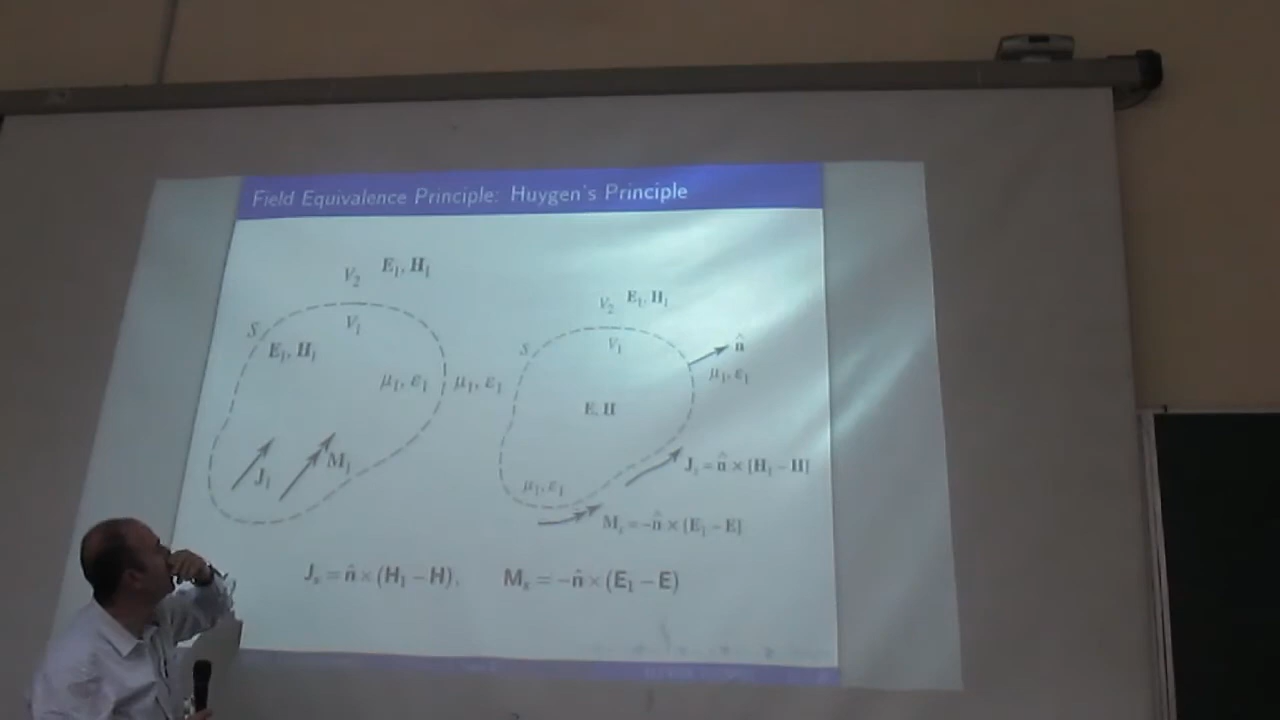 Field Equivalence Principle: Huygen's Principle
V₂ E₁, H₁
S V₁
E₁, H₁
μ₁, ε₁ μ₁, ε₁
J₁ M₁
V₂ E₁, H₁
S V₁ n̂
μ₁, ε₁
E, H
μ₁, ε₁
Jₛ = n̂ × [H₁ − H]
Mₛ = −n̂ × [E₁ − E]
Jₛ = n̂ × (H₁ − H), Mₛ = −n̂ × (E₁ − E)